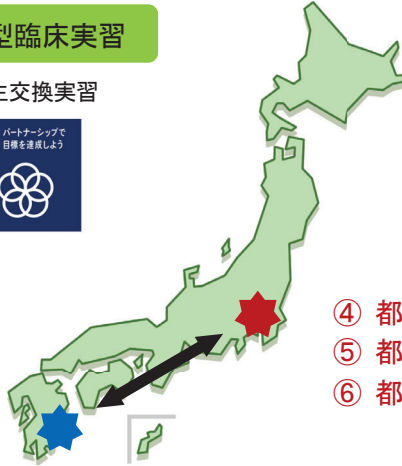 型臨床実習
生交換実習
パートナーシップで
目標を達成しよう
④ 都
⑤ 都
⑥ 都